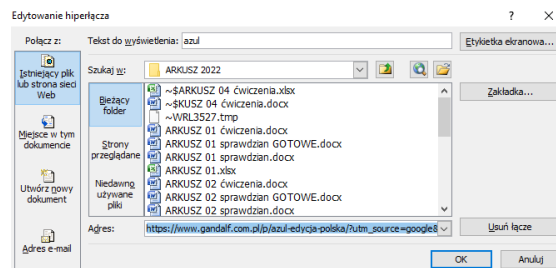 Edytowanie hiperłącza
Połącz z:
Tekst do wyświetlenia: azul
Etykietka ekranowa...
Istniejący plik
lub strona sieci
Web
Szukaj w: ARKUSZ 2022
Bieżący
folder
~$ARKUSZ 04 ćwiczenia.xlsx
~$KUSZ 04 ćwiczenia.docx
~WRL3527.tmp
ARKUSZ 01 ćwiczenia.docx
ARKUSZ 01 sprawdzian GOTOWE.docx
ARKUSZ 01 sprawdzian.docx
ARKUSZ 01.xlsx
ARKUSZ 02 ćwiczenia.docx
ARKUSZ 02 sprawdzian GOTOWE.docx
ARKUSZ 02 sprawdzian.docx
Zakładka...
Miejsce w tym
dokumencie
Strony
przeglądane
Utwórz nowy
dokument
Niedawno
używane
pliki
Adres e-mail
Adres: https://www.gandalf.com.pl/p/azul-edycja-polska/?utm_source=google&
Usuń łącze
OK
Anuluj